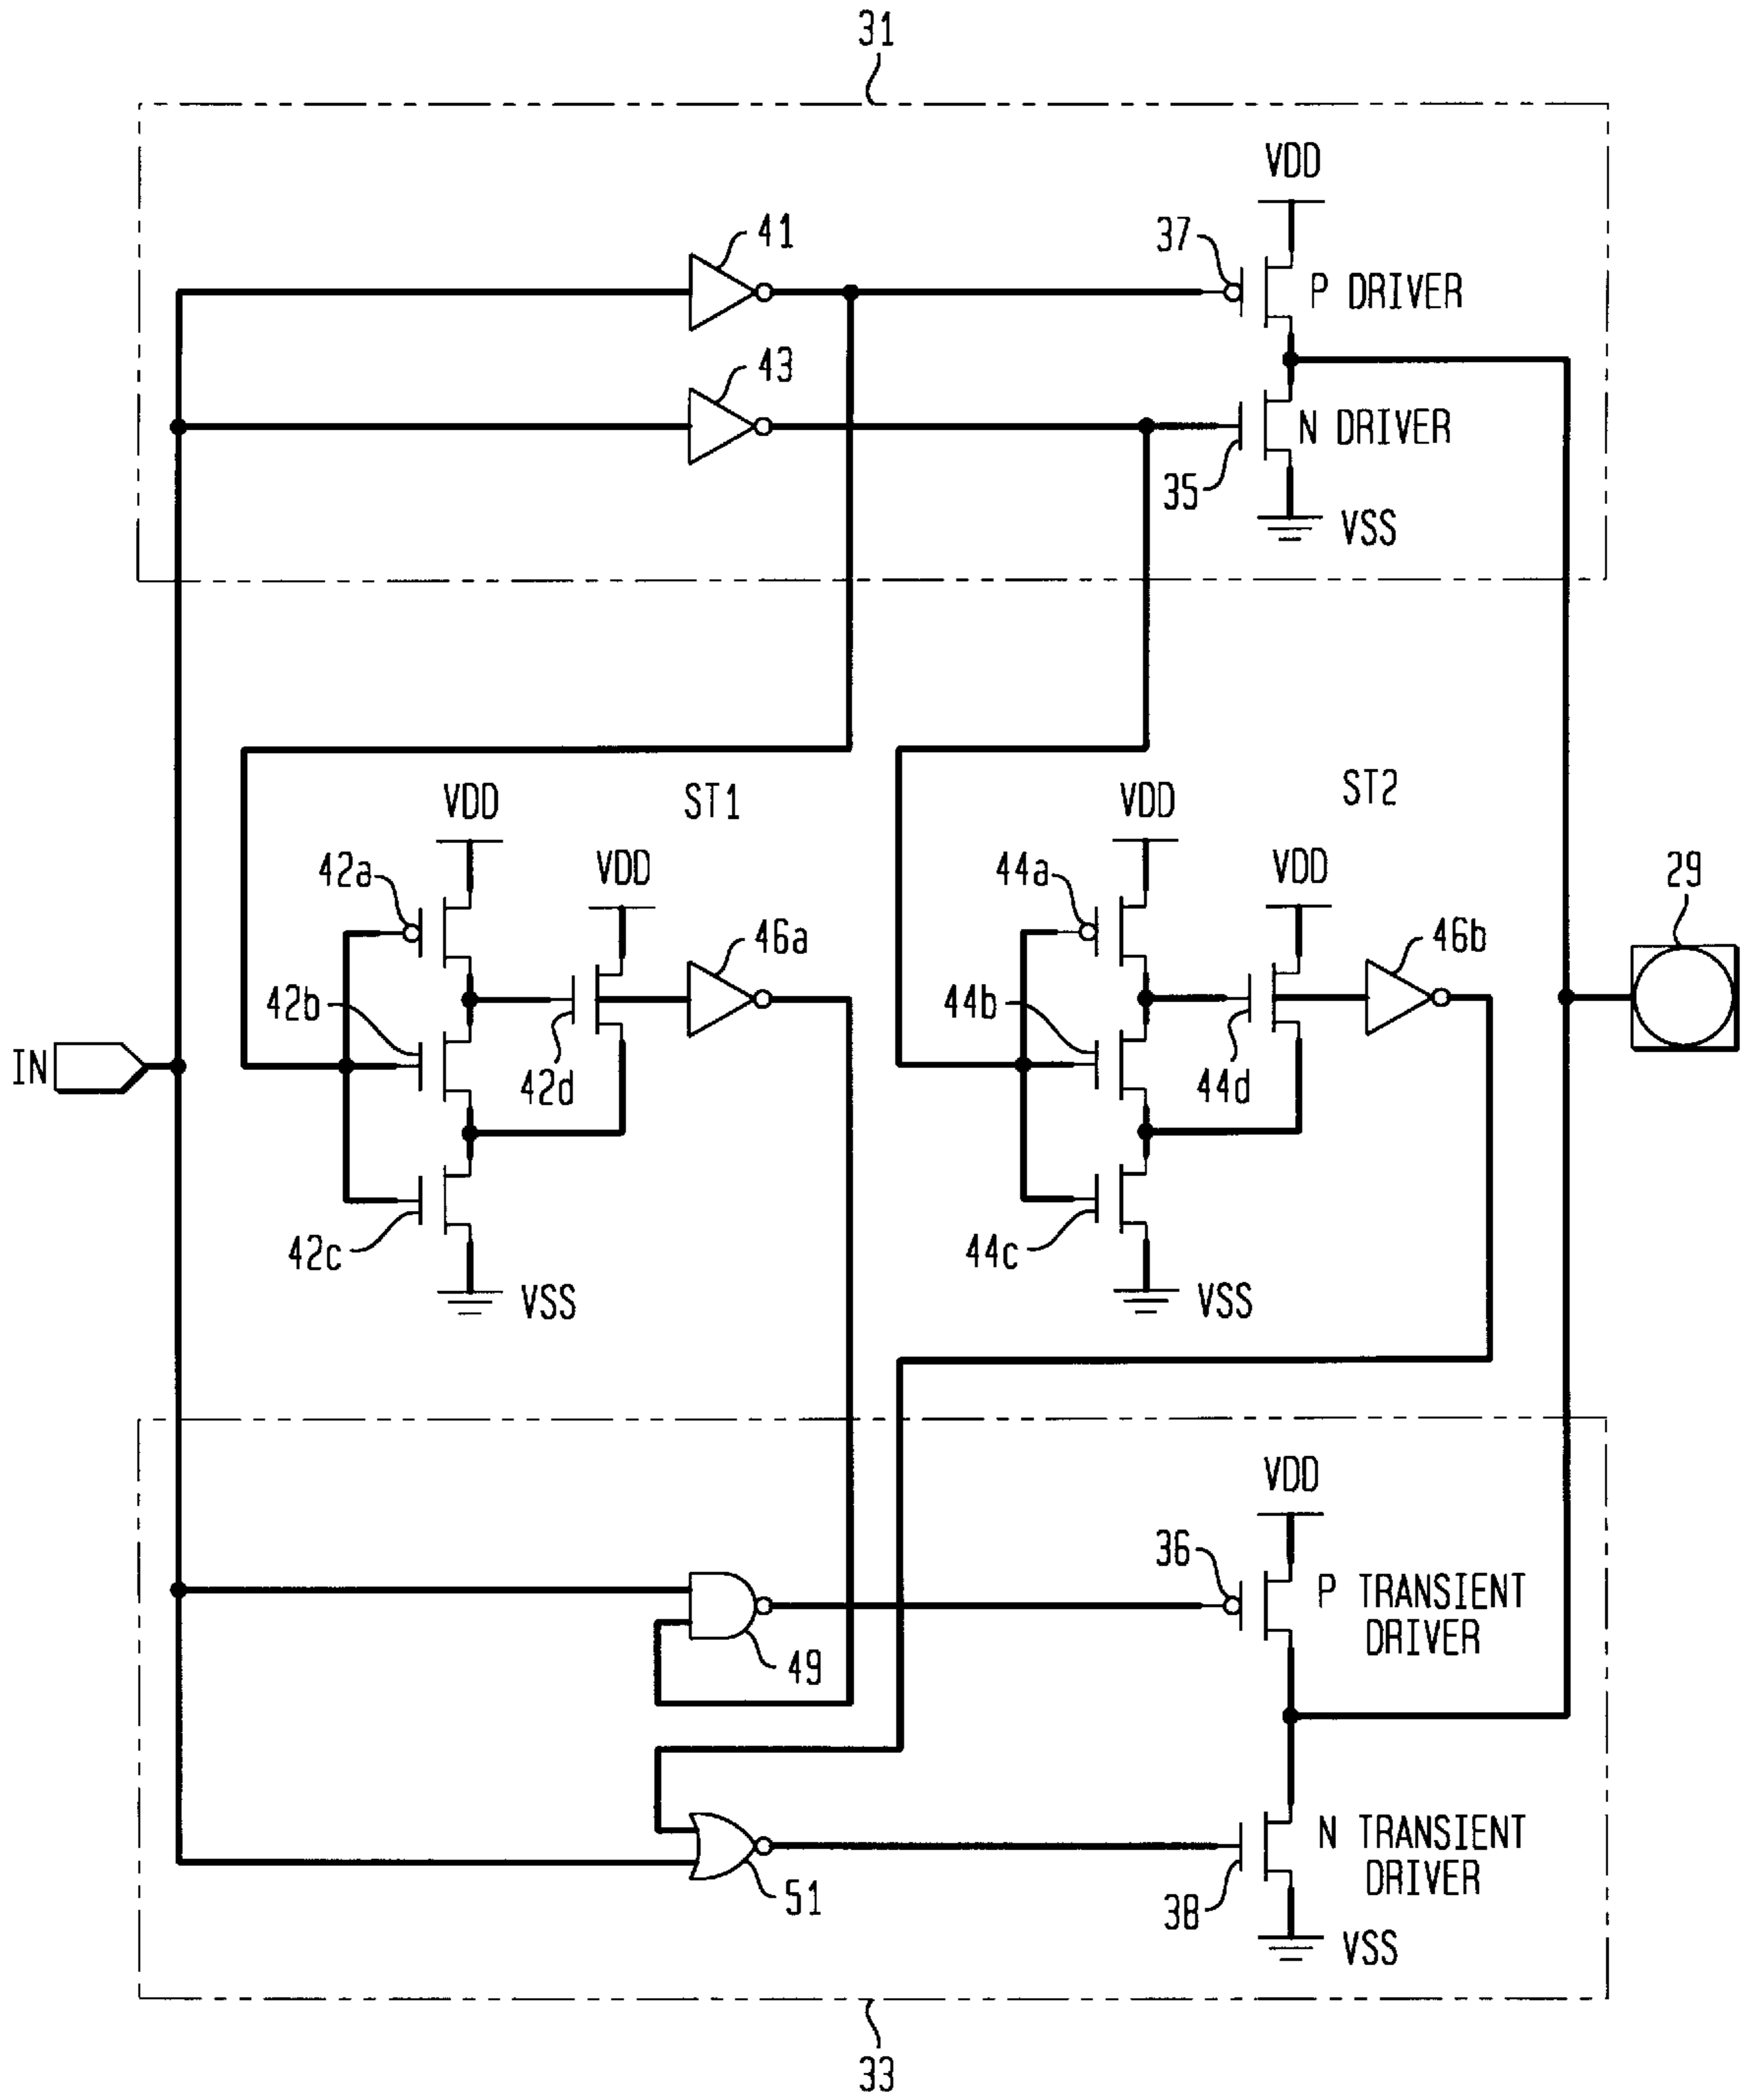 31
VDD
41
37
P DRIVER
43
N DRIVER
35
VSS
VDD
ST1
VDD
ST2
42a
VDD
44a
VDD
29
46a
46b
42b
44b
IN
42d
44d
42c
44c
VSS
VSS
VDD
36
P TRANSIENT
DRIVER
49
N TRANSIENT
DRIVER
51
38
VSS
33